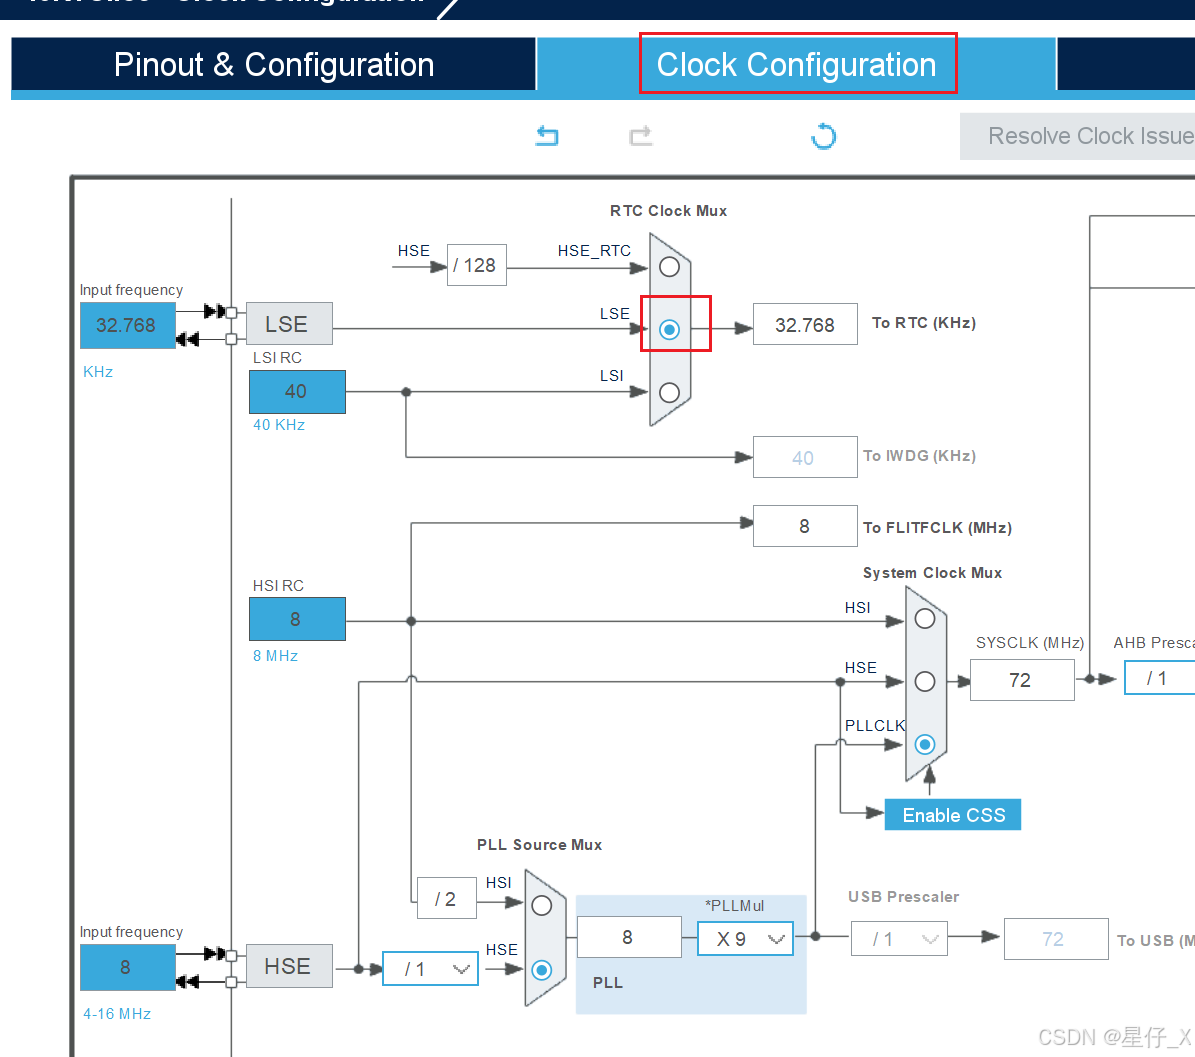 Clock Configuration
Pinout & Configuration
Clock Configuration
Resolve Clock Issue
RTC Clock Mux
HSE
/ 128
HSE_RTC
Input frequency
32.768
LSE
LSE
32.768
To RTC (KHz)
KHz
LSI RC
40
LSI
40 KHz
40
To IWDG (KHz)
8
To FLITFCLK (MHz)
System Clock Mux
HSI RC
8
HSI
8 MHz
SYSCLK (MHz)
AHB Presca
HSE
72
/ 1
PLLCLK
Enable CSS
PLL Source Mux
HSI
/ 2
USB Prescaler
*PLLMul
Input frequency
8
X 9
/ 1
72
To USB (M
HSE
8
HSE
/ 1
PLL
4-16 MHz
CSDN @星仔_X